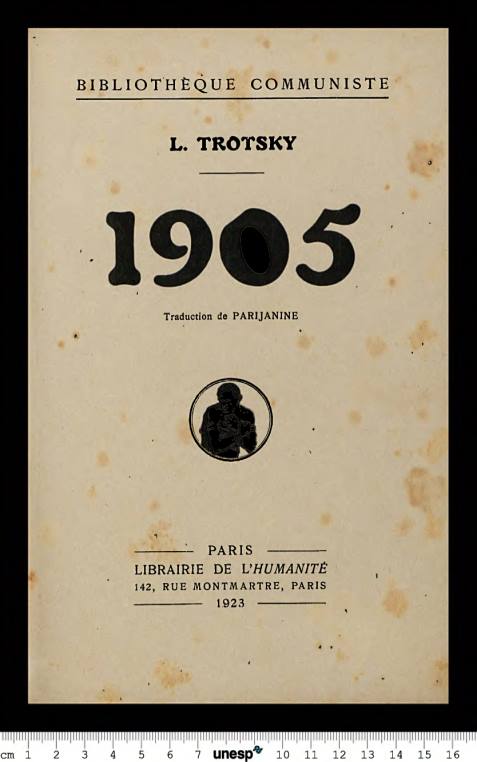 BIBLIOTHÈQUE COMMUNISTE
L. TROTSKY
1905
Traduction de PARIJANINE
PARIS
LIBRAIRIE DE L'HUMANITÉ
142, RUE MONTMARTRE, PARIS
1923
cm 1 2 3 4 5 6 7 unesp 10 11 12 13 14 15 16